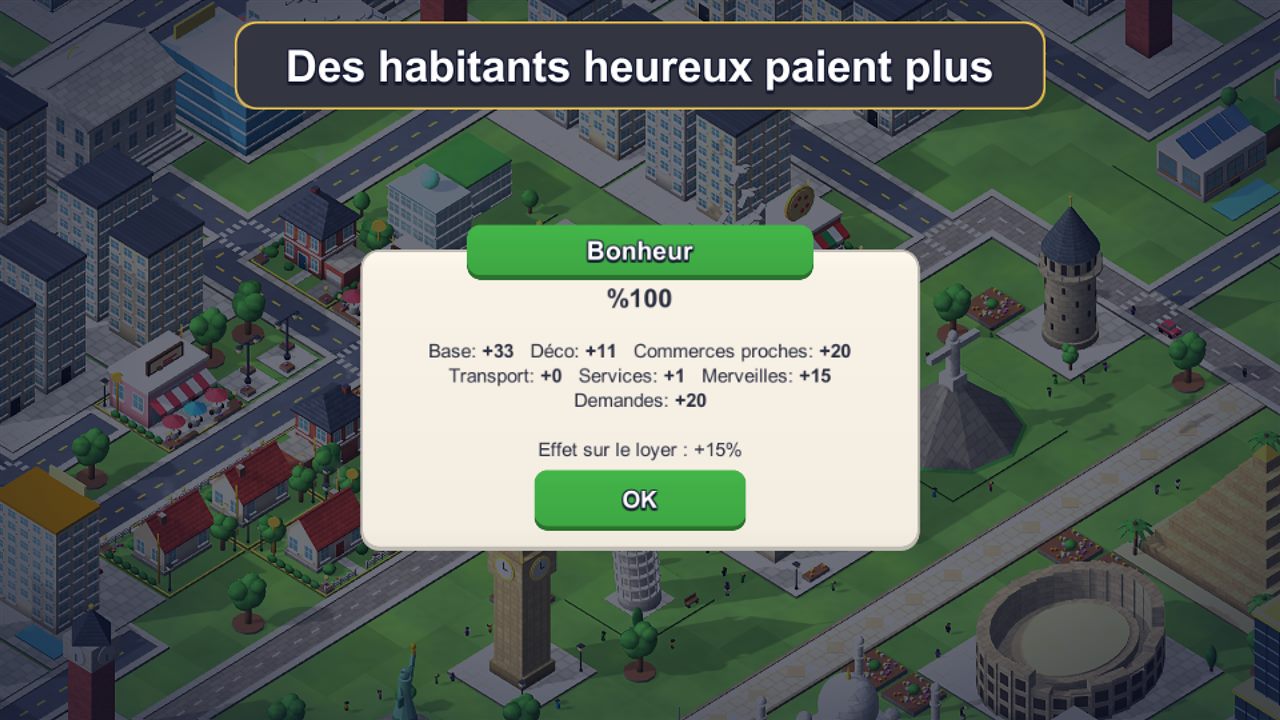 Des habitants heureux paient plus
Bonheur
%100
Base: +33 Déco: +11 Commerces proches: +20
Transport: +0 Services: +1 Merveilles: +15
Demandes: +20
Effet sur le loyer : +15%
OK